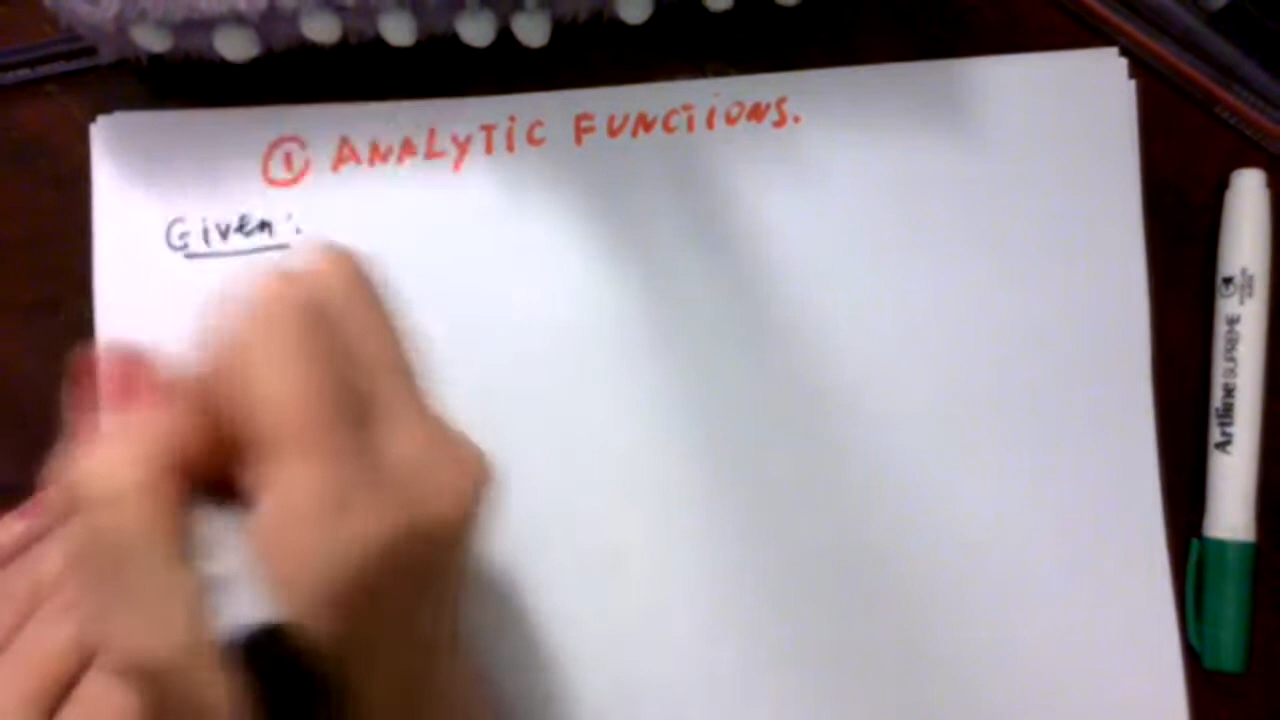 ① ANALYTIC FUNCTIONS.
Given:
Artline SUPREME